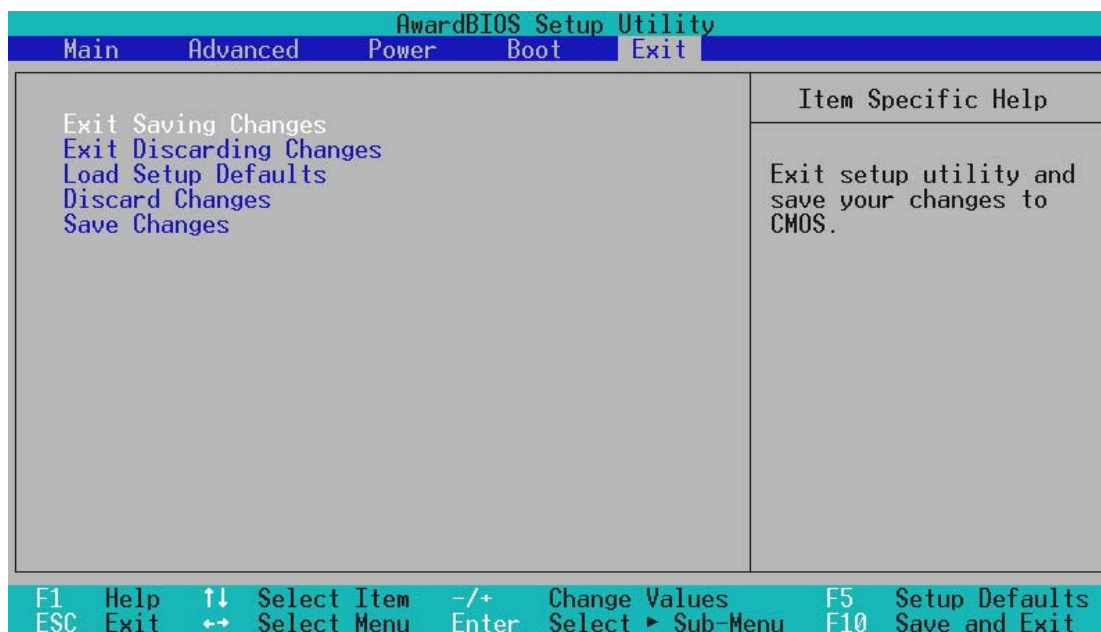 AwardBIOS Setup Utility
Main Advanced Power Boot Exit
Item Specific Help
Exit Saving Changes
Exit Discarding Changes
Load Setup Defaults
Discard Changes
Save Changes
Exit setup utility and
save your changes to
CMOS.
F1 Help ↑↓ Select Item -/+ Change Values F5 Setup Defaults
ESC Exit ←→ Select Menu Enter Select ► Sub-Menu F10 Save and Exit